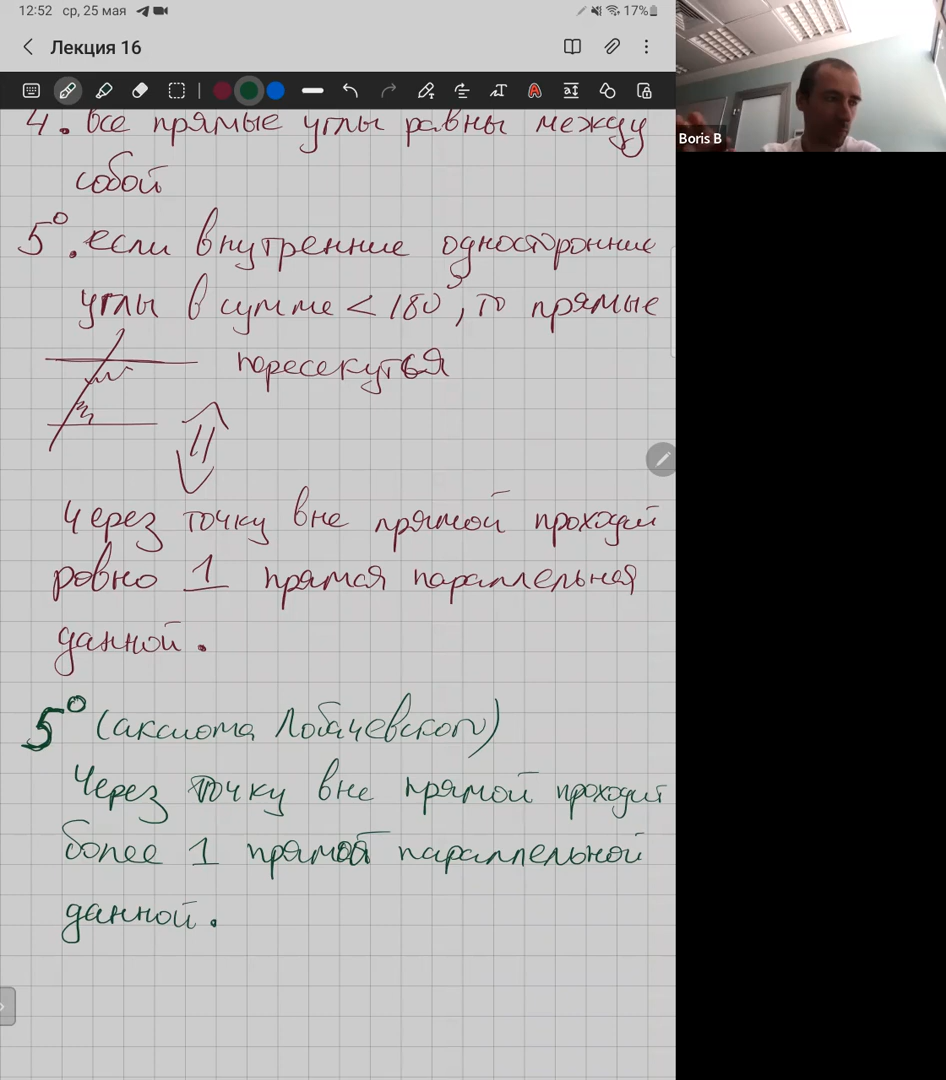 12:52 ср, 25 мая
17%
Лекция 16
Boris B
4. все прямые углы равны между
собой
5°. если внутренние односторонние
углы в сумме < 180°, то прямые
пересекуться
Через точку вне прямой проходит
ровно 1 прямая параллельная
данной.
5° (аксиома Лобачевского)
Через точку вне прямой проходит
более 1 прямой параллельной
данной.